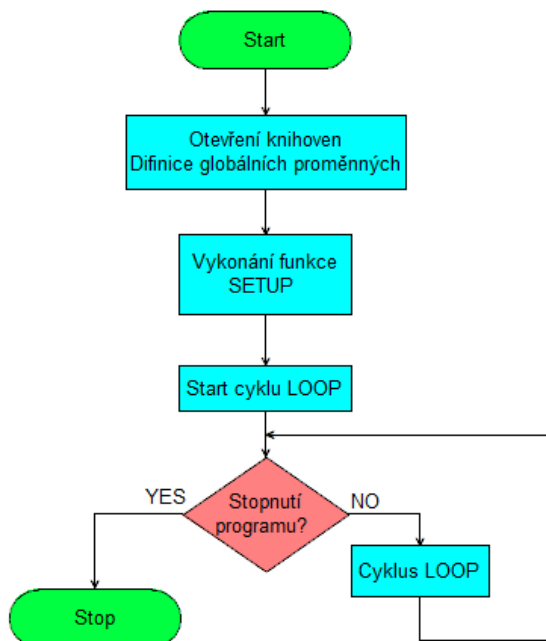 Start
Otevření knihoven
Difinice globálních proměnných
Vykonání funkce
SETUP
Start cyklu LOOP
YES
Stopnutí
programu?
NO
Cyklus LOOP
Stop